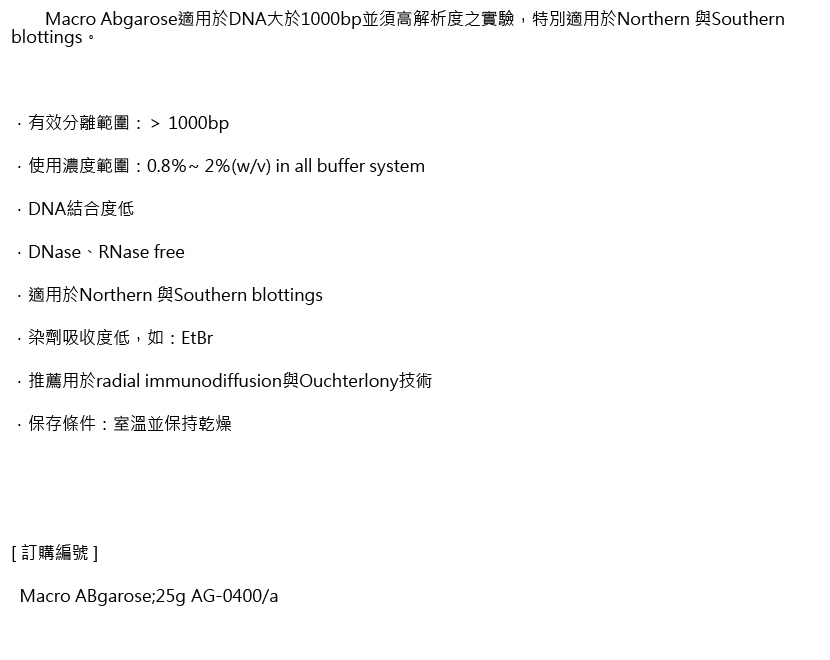 Macro Abgarose適用於DNA大於1000bp並須高解析度之實驗，特別適用於Northern 與Southern
blottings。
．有效分離範圍：＞ 1000bp
．使用濃度範圍：0.8%~ 2%(w/v) in all buffer system
．DNA結合度低
．DNase、RNase free
．適用於Northern 與Southern blottings
．染劑吸收度低，如：EtBr
．推薦用於radial immunodiffusion與Ouchterlony技術
．保存條件：室溫並保持乾燥
[ 訂購編號 ]
Macro ABgarose;25g AG-0400/a